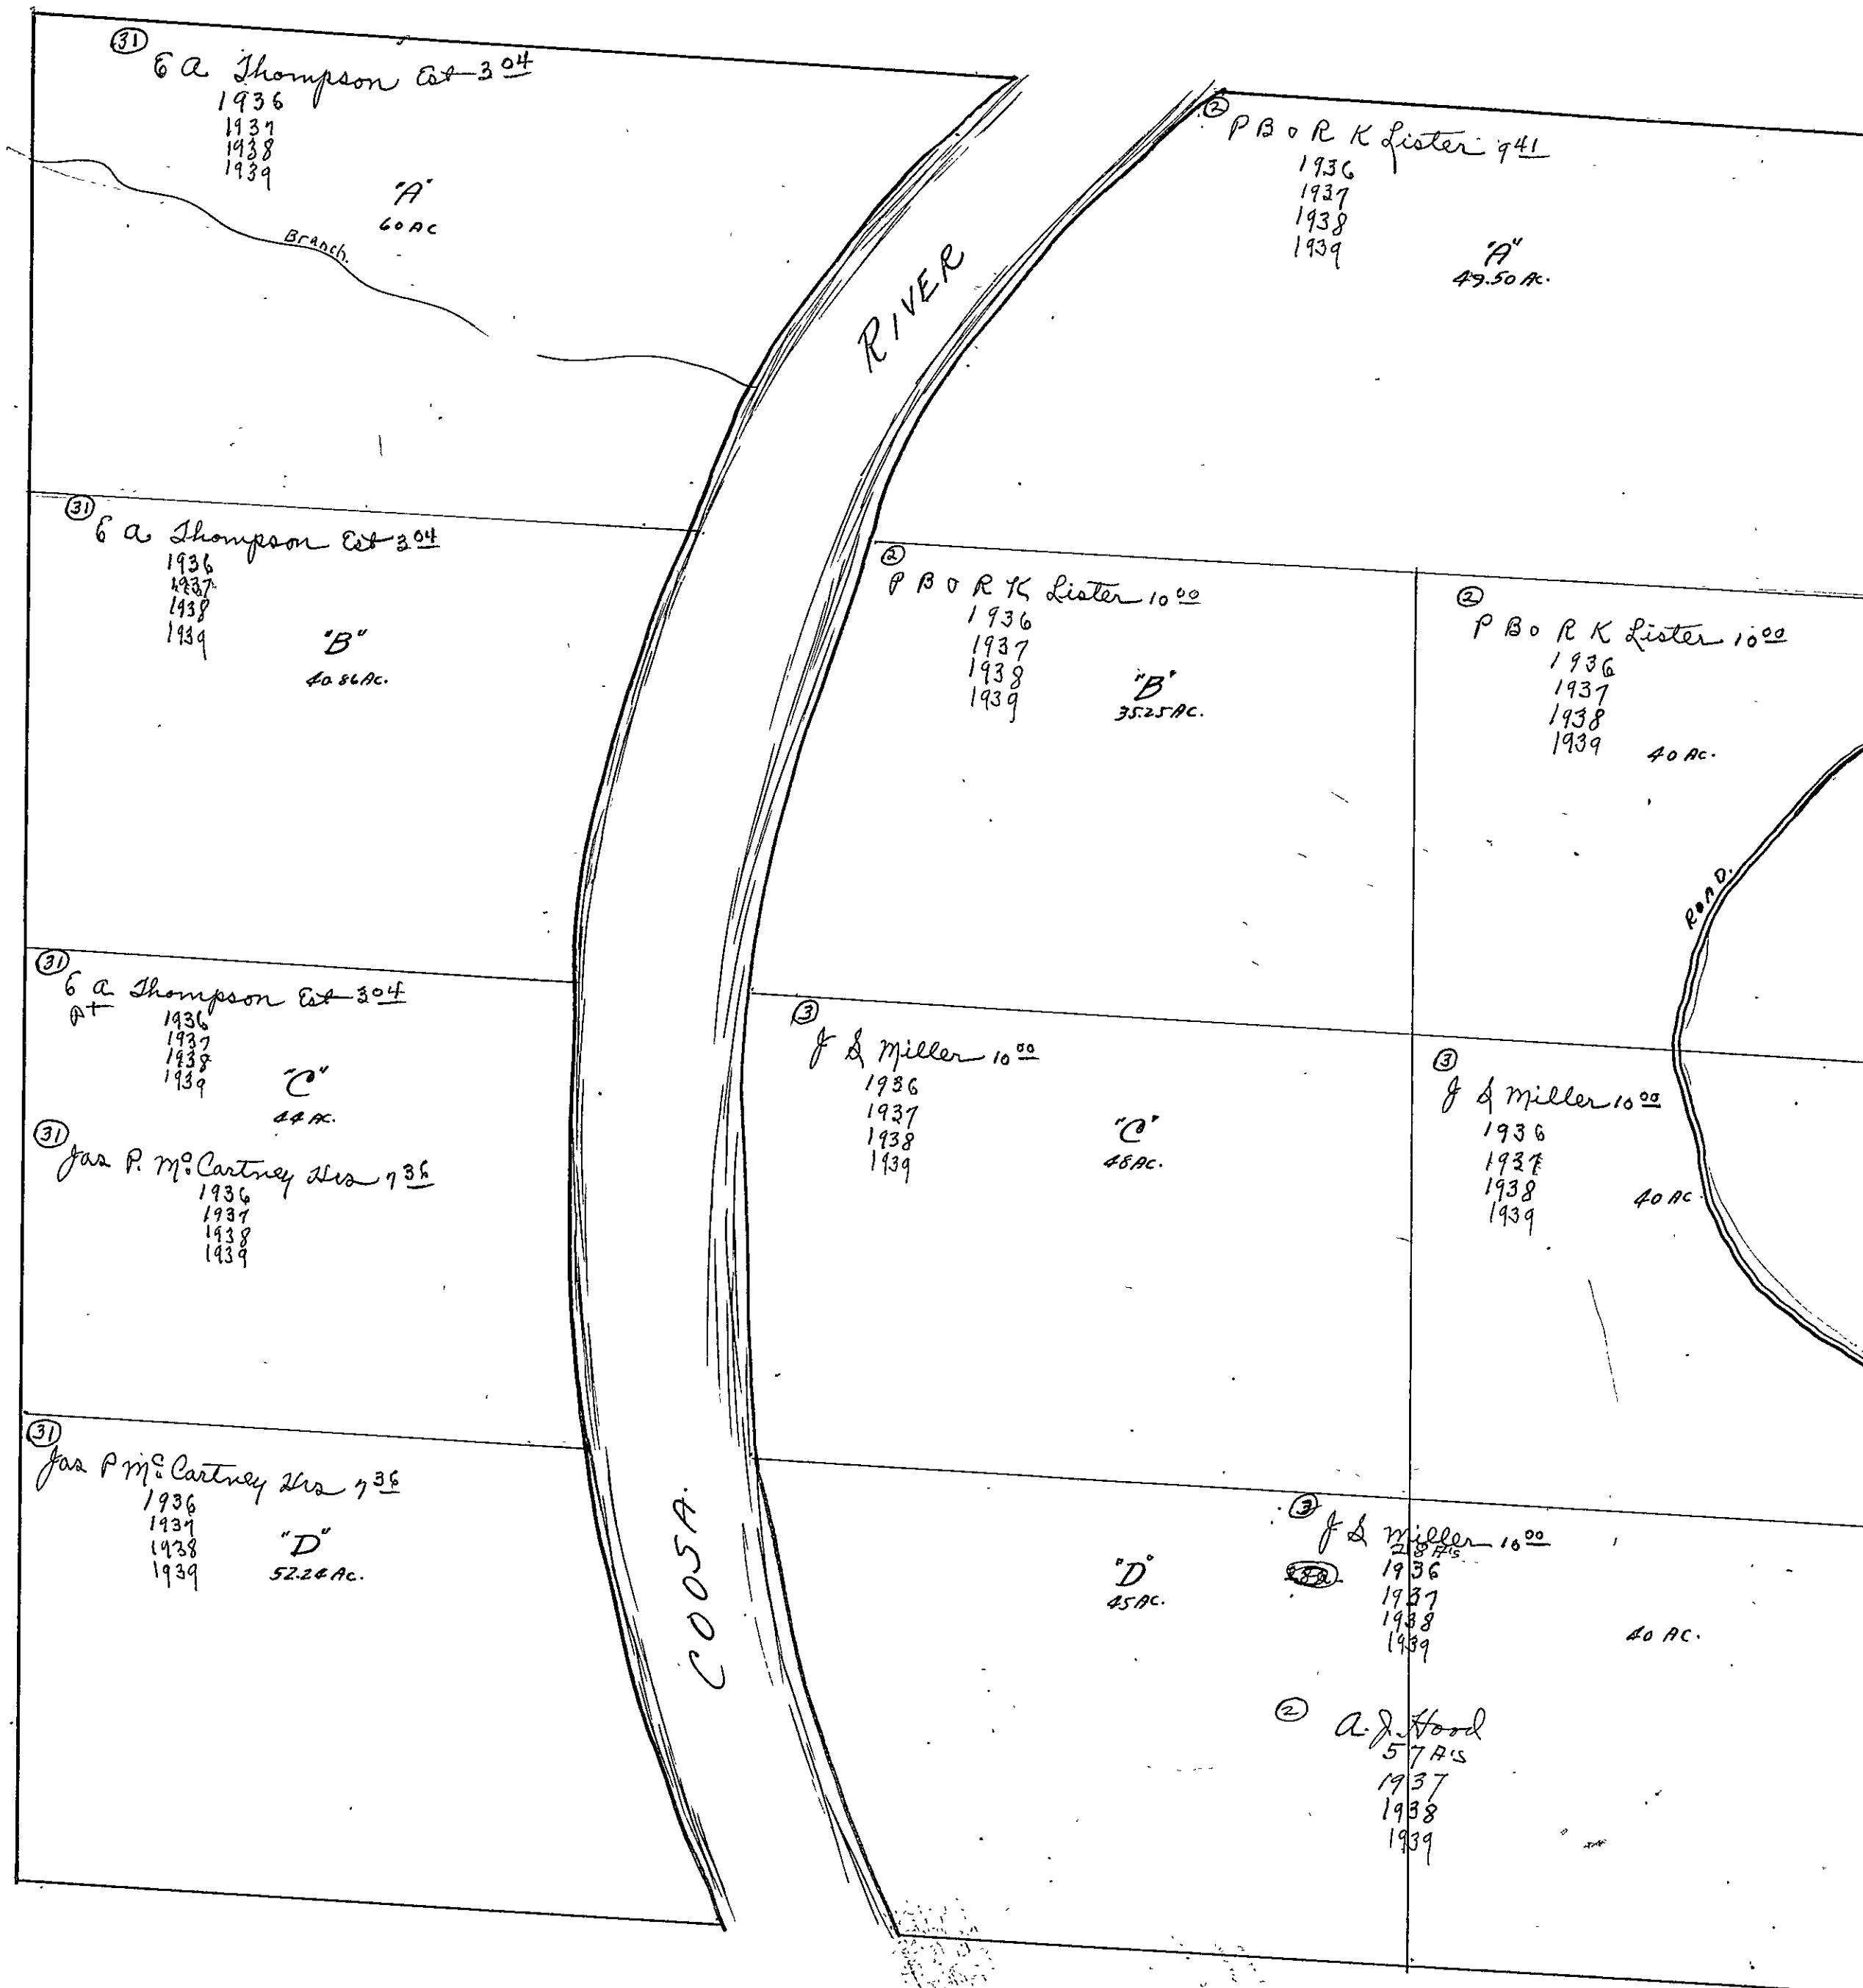 31
E A Thompson Est 3 04
1936
1937
1938
1939
"A"
60 AC
Branch.
31
E A Thompson Est 3 04
1936
1937
1938
1939
"B"
40.86 AC.
31
E A Thompson Est 3 04
Pt
1936
1937
1938
1939
"C"
44 AC.
31
Jas P. McCartney Hrs 7 36
1936
1937
1938
1939
31
Jas P McCartney Hrs 7 36
1936
1937
1938
1939
"D"
52.24 AC.
RIVER
COOSA.
2
P B & R K Lister 9 41
1936
1937
1938
1939
"A"
49.50 AC.
2
P B & R K Lister 10 00
1936
1937
1938
1939
"B"
35.25 AC.
2
P B & R K Lister 10 00
1936
1937
1938
1939
40 AC.
ROAD.
3
J S Miller 10 00
1936
1937
1938
1939
"C"
48 AC.
3
J S Miller 10 00
1936
1937
1938
1939
40 AC
"D"
45 AC.
3
J S Miller 10 00
28 A's
1936
1937
1938
1939
40 AC.
2
A. J. Hood
57 A's
1937
1938
1939